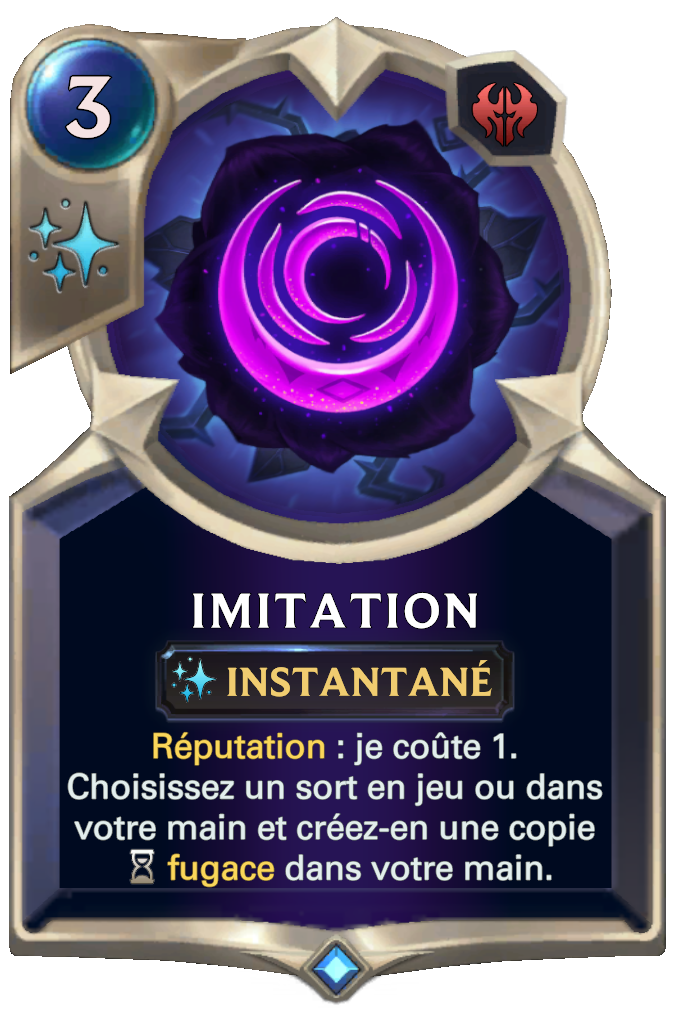 3
IMITATION
INSTANTANÉ
Réputation : je coûte 1.
Choisissez un sort en jeu ou dans
votre main et créez-en une copie
fugace dans votre main.